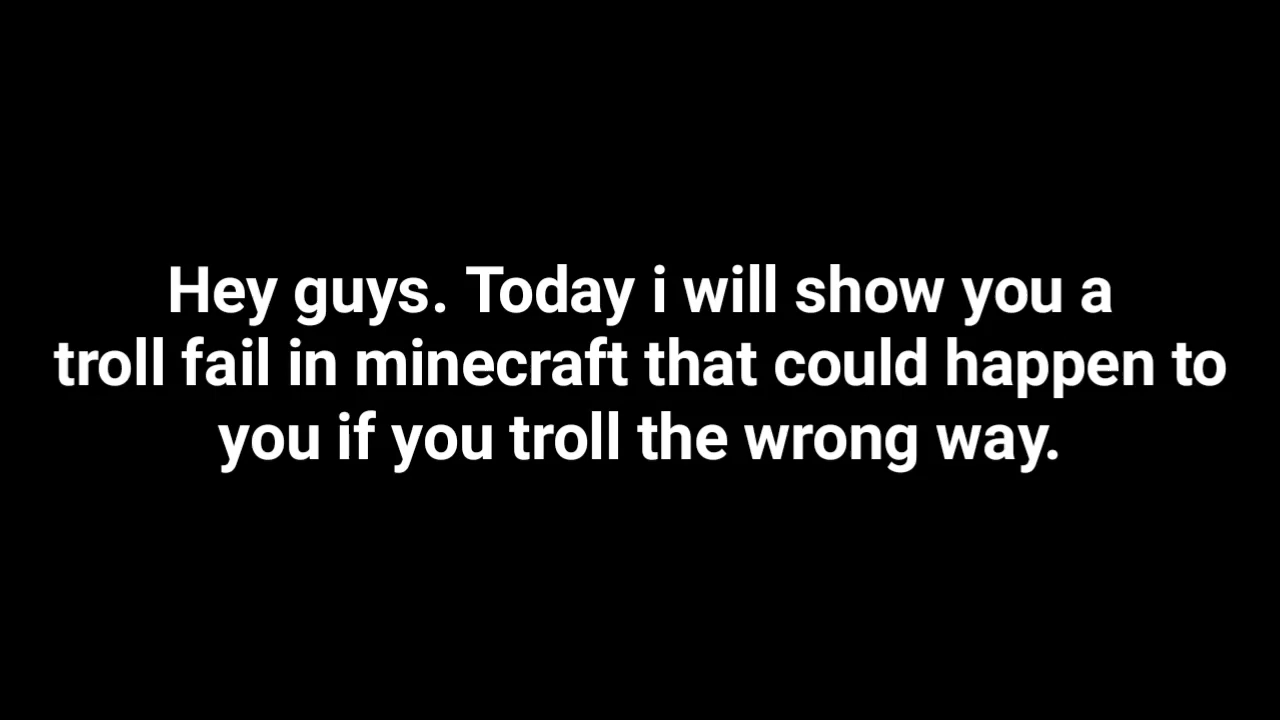 Hey guys. Today i will show you a
troll fail in minecraft that could happen to
you if you troll the wrong way.